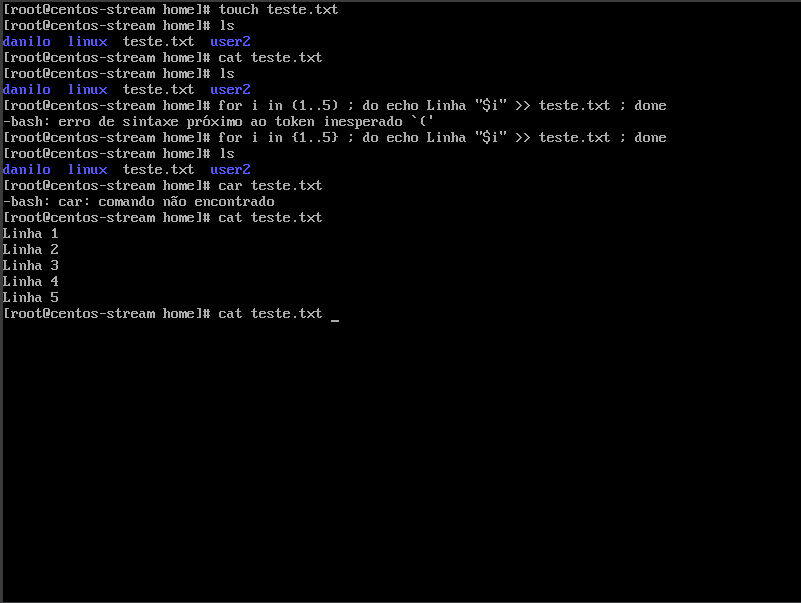 [root@centos-stream home]# touch teste.txt
[root@centos-stream home]# ls
danilo  linux  teste.txt  user2
[root@centos-stream home]# cat teste.txt
[root@centos-stream home]# ls
danilo  linux  teste.txt  user2
[root@centos-stream home]# for i in (1..5) ; do echo Linha "$i" >> teste.txt ; done
-bash: erro de sintaxe próximo ao token inesperado `('
[root@centos-stream home]# for i in {1..5} ; do echo Linha "$i" >> teste.txt ; done
[root@centos-stream home]# ls
danilo  linux  teste.txt  user2
[root@centos-stream home]# car teste.txt
-bash: car: comando não encontrado
[root@centos-stream home]# cat teste.txt
Linha 1
Linha 2
Linha 3
Linha 4
Linha 5
[root@centos-stream home]# cat teste.txt _